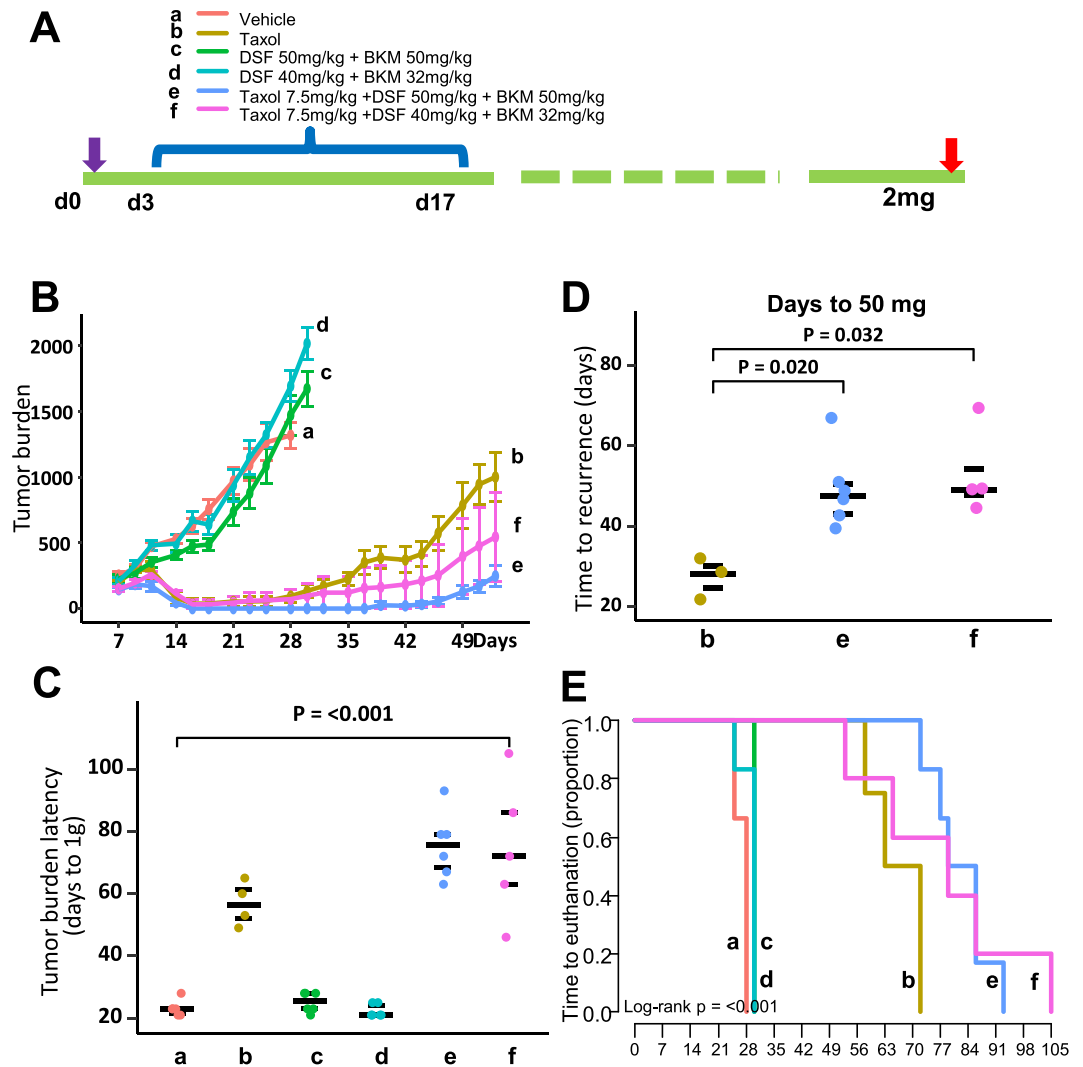 A
a Vehicle
b Taxol
c DSF 50mg/kg + BKM 50mg/kg
d DSF 40mg/kg + BKM 32mg/kg
e Taxol 7.5mg/kg +DSF 50mg/kg + BKM 50mg/kg
f Taxol 7.5mg/kg +DSF 40mg/kg + BKM 32mg/kg
d0 d3 d17 2mg
B
Tumor burden
2000
1500
1000
500
0
d
c
a
b
f
e
7 14 21 28 35 42 49Days
D
Days to 50 mg
P = 0.032
P = 0.020
Time to recurrence (days)
80
60
40
20
b e f
C
P = <0.001
Tumor burden latency
(days to 1g)
100
80
60
40
20
a b c d e f
E
Time to euthanation (proportion)
1.0
0.8
0.6
0.4
0.2
0.0
a c
d b e f
Log-rank p = <0.001
0 7 14 21 28 35 42 49 56 63 70 77 84 91 98 105